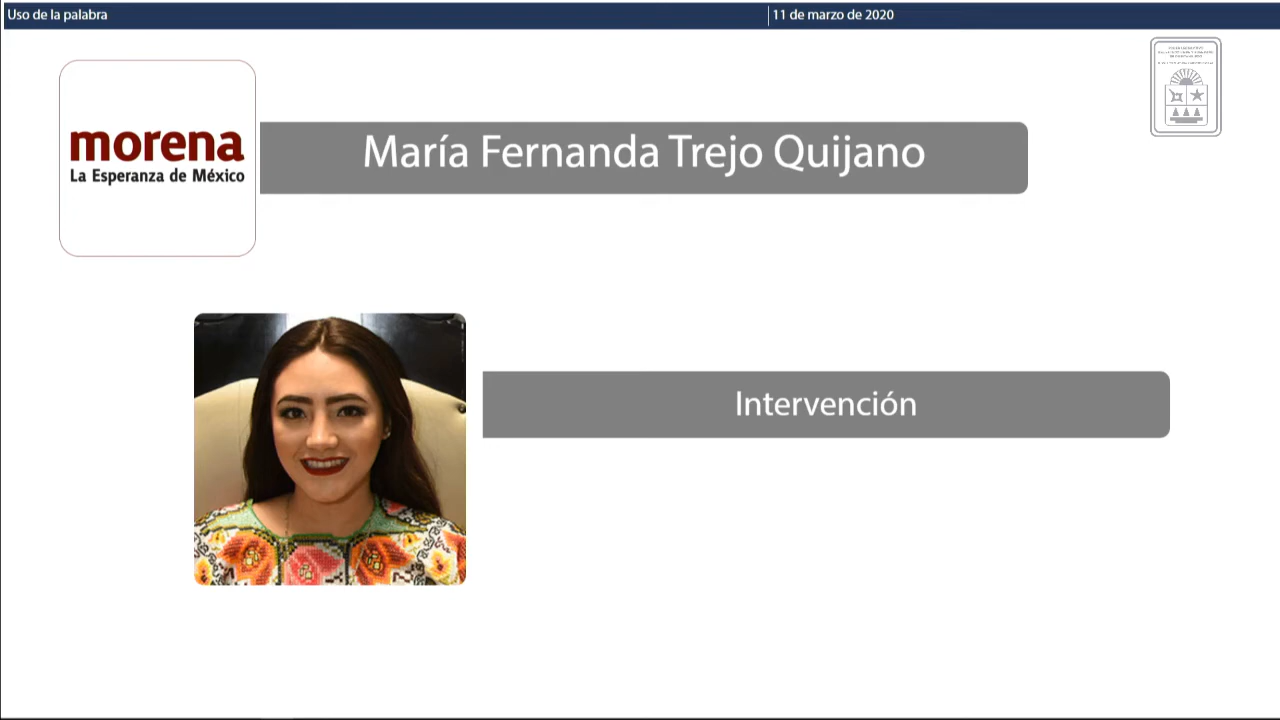 Uso de la palabra
11 de marzo de 2020
morena
La Esperanza de México
María Fernanda Trejo Quijano
Intervención